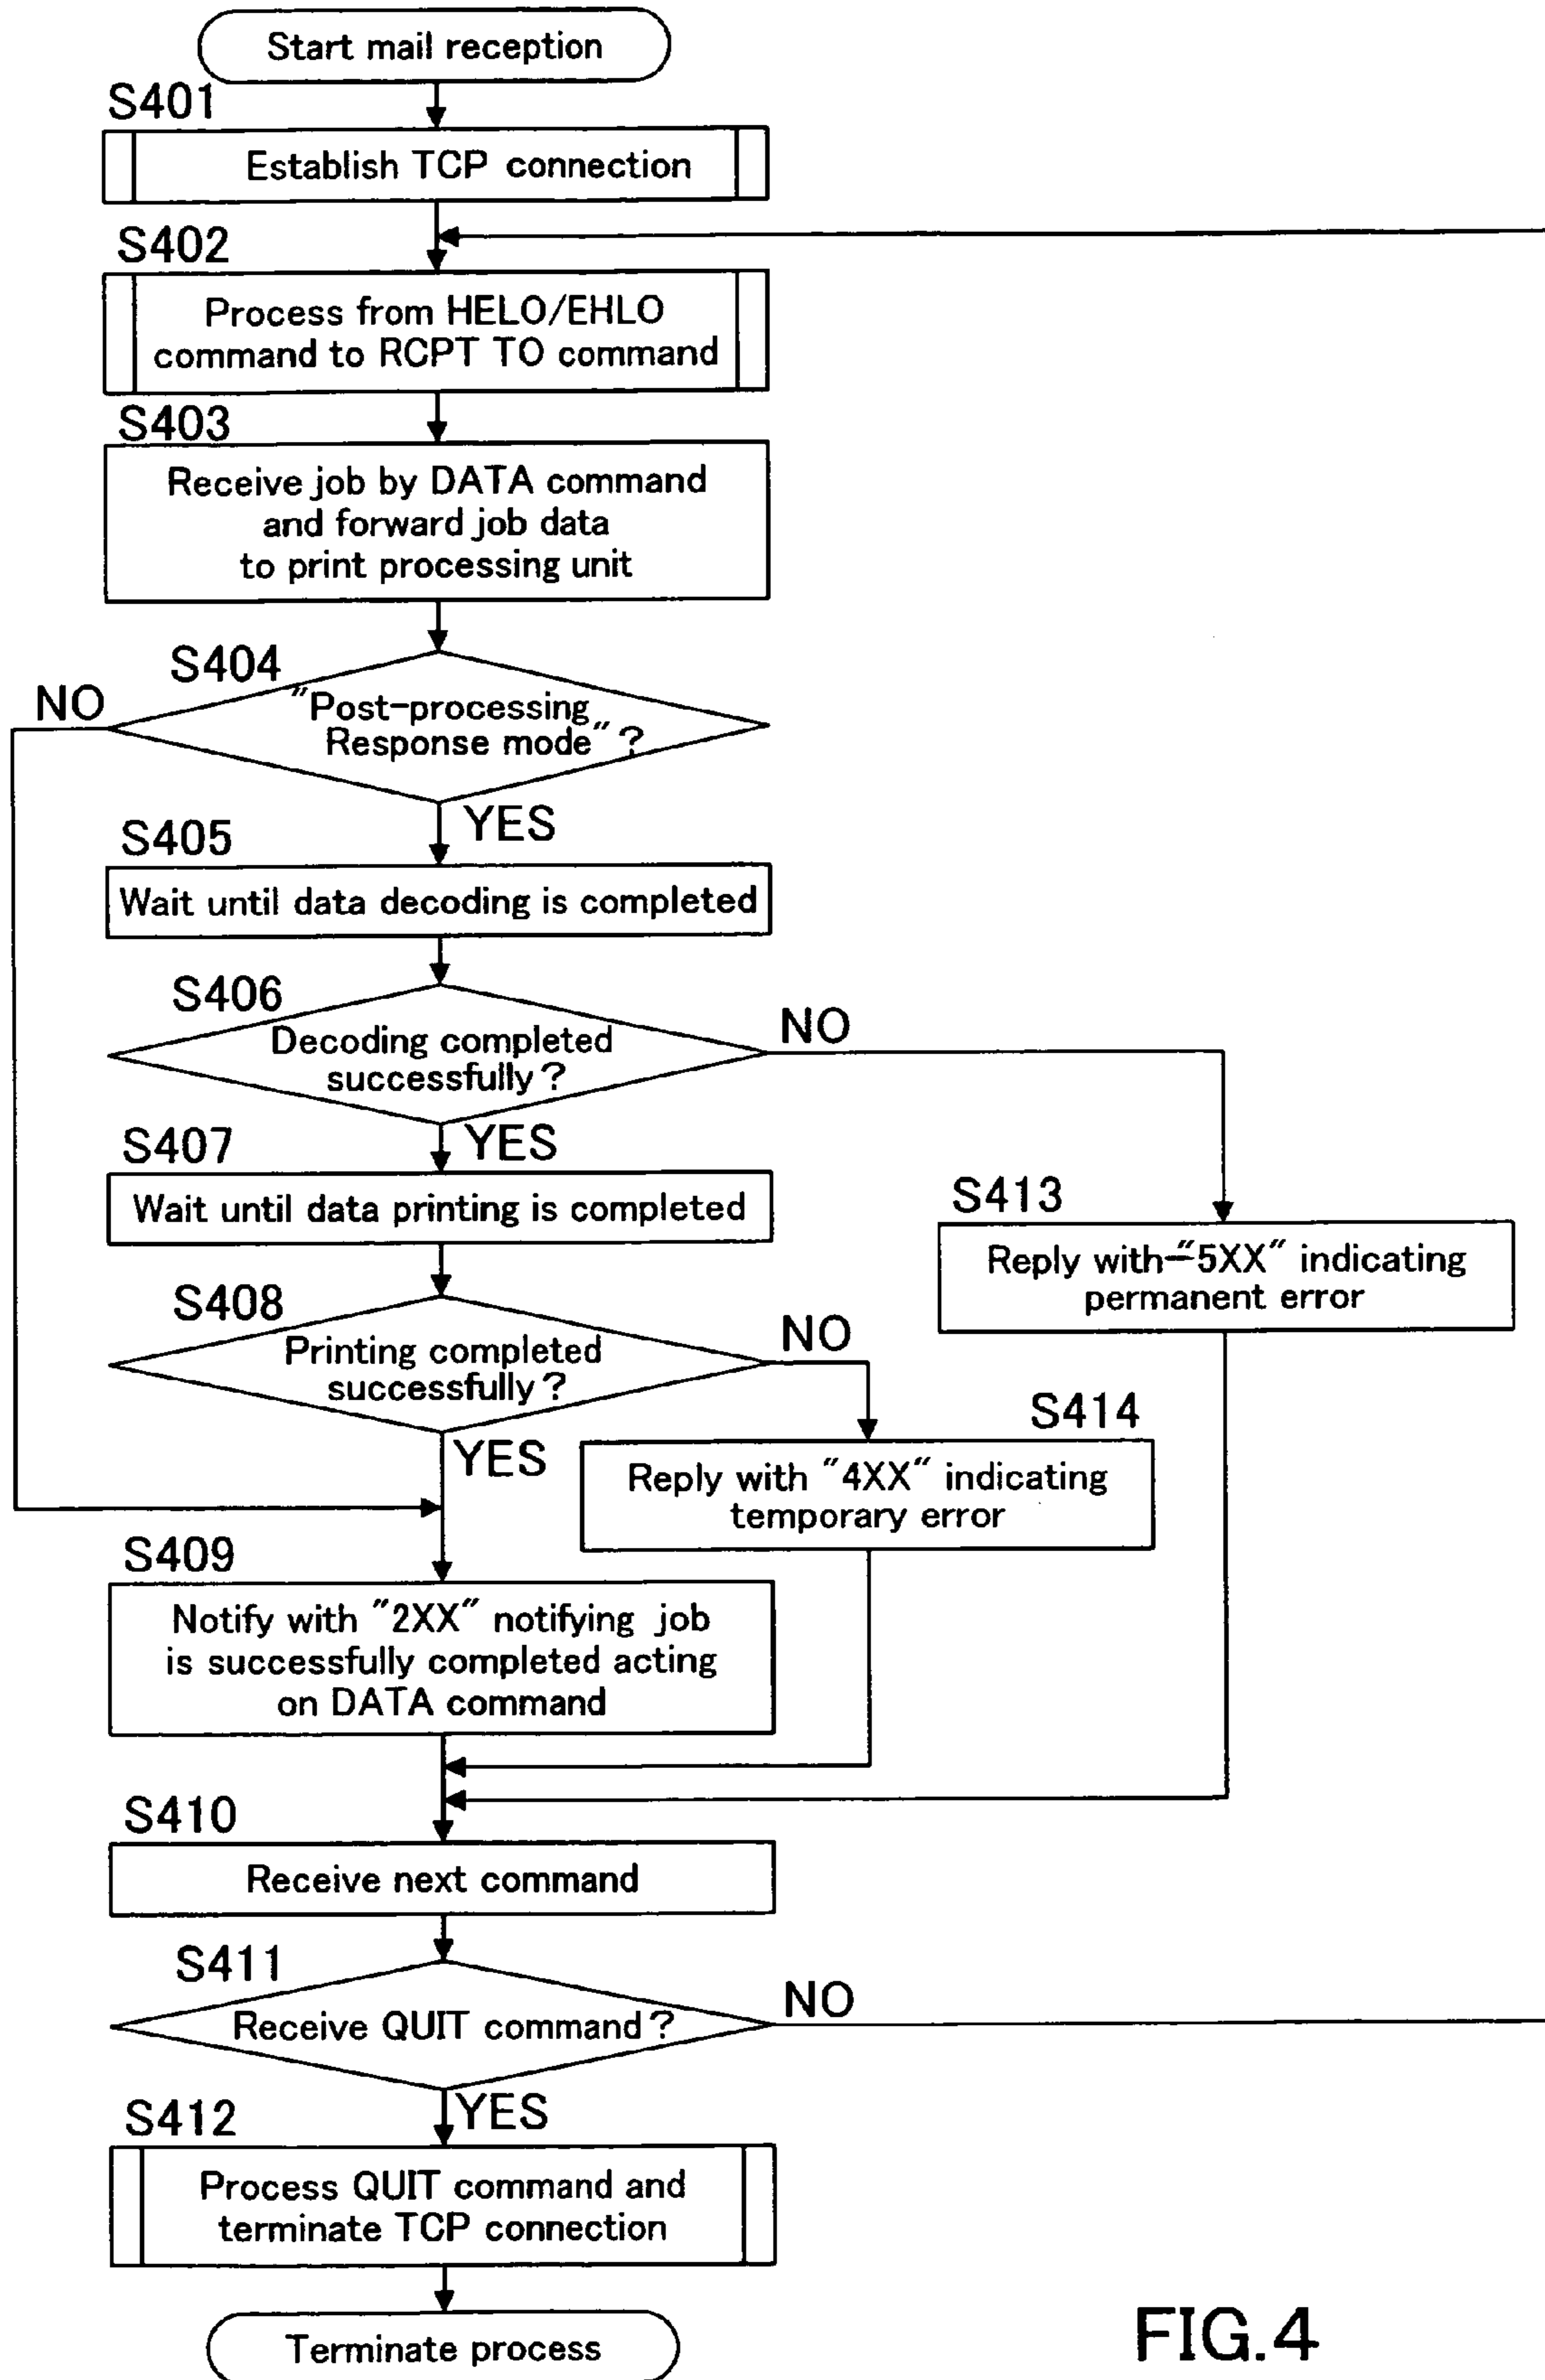 Start mail reception
S401
Establish TCP connection
S402
Process from HELO/EHLO
command to RCPT TO command
S403
Receive job by DATA command
and forward job data
to print processing unit
S404
NO
"Post-processing
Response mode"?
YES
S405
Wait until data decoding is completed
S406
NO
Decoding completed
successfully?
YES
S407
Wait until data printing is completed
S413
Reply with "5XX" indicating
permanent error
S408
NO
Printing completed
successfully?
YES
S414
Reply with "4XX" indicating
temporary error
S409
Notify with "2XX" notifying job
is successfully completed acting
on DATA command
S410
Receive next command
S411
NO
Receive QUIT command?
YES
S412
Process QUIT command and
terminate TCP connection
Terminate process
FIG.4